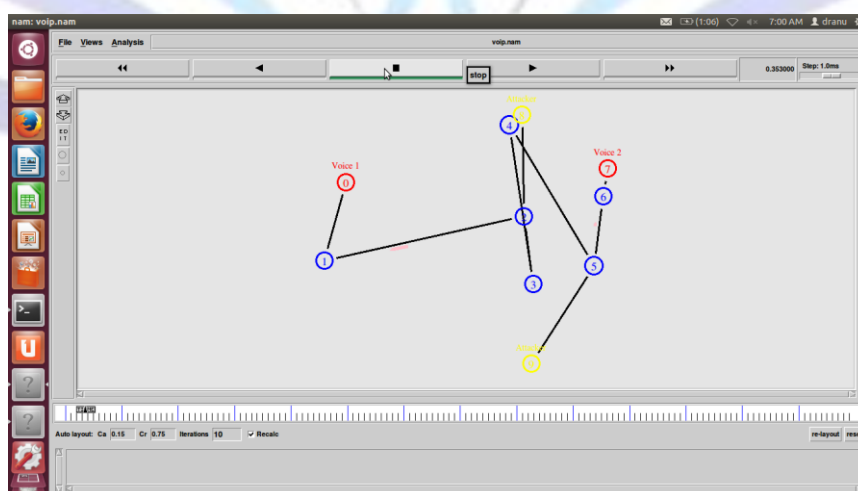 nam: voip.nam
(1:06) 7:00 AM dranu
File Views Analysis
voip.nam
stop
0.353000
Step: 1.0ms
ED
IT
4
Voice 1
0
Voice 2
7
6
2
1
5
3
Auto layout: Ca 0.15 Cr 0.75 Iterations 10 Recalc
re-layout